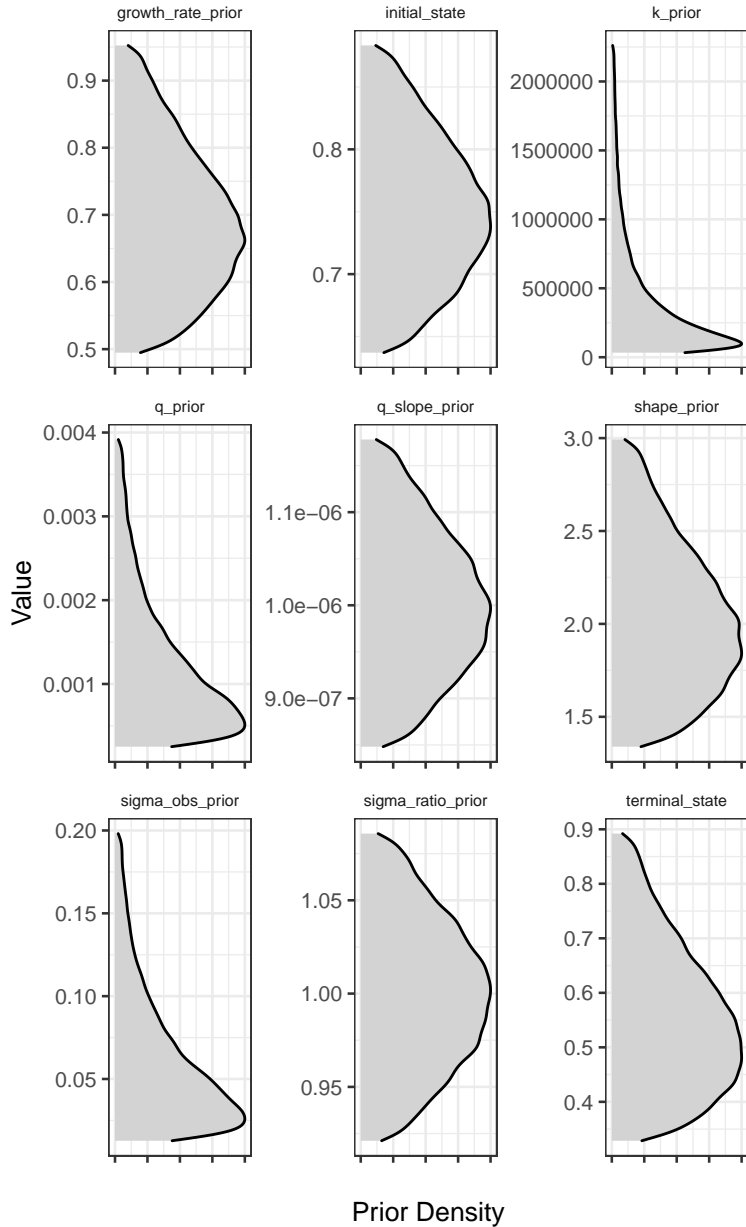 growth_rate_prior
initial_state
k_prior
0.9
0.8
0.7
0.6
0.5
0.8
0.7
2000000
1500000
1000000
500000
0
q_prior
q_slope_prior
shape_prior
0.004
0.003
0.002
0.001
1.1e−06
1.0e−06
9.0e−07
3.0
2.5
2.0
1.5
Value
sigma_obs_prior
sigma_ratio_prior
terminal_state
0.20
0.15
0.10
0.05
1.05
1.00
0.95
0.9
0.8
0.7
0.6
0.5
0.4
Prior Density